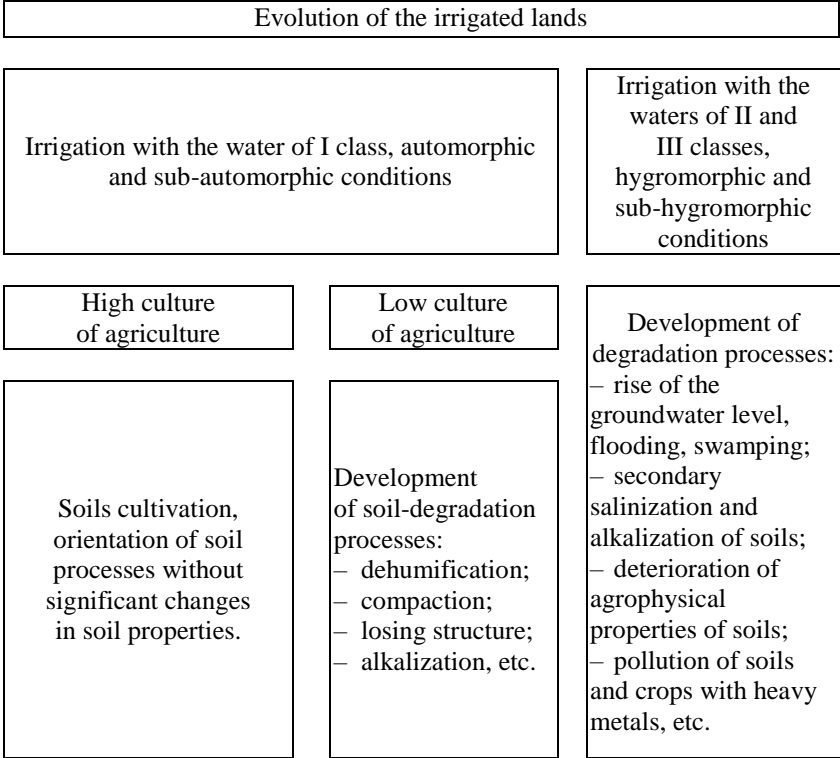 Evolution of the irrigated lands
Irrigation with the water of I class, automorphic
and sub-automorphic conditions
Irrigation with the
waters of II and
III classes,
hygromorphic and
sub-hygromorphic
conditions
High culture
of agriculture
Low culture
of agriculture
Soils cultivation,
orientation of soil
processes without
significant changes
in soil properties.
Development
of soil-degradation
processes:
– dehumification;
– compaction;
– losing structure;
– alkalization, etc.
Development of
degradation processes:
– rise of the
groundwater level,
flooding, swamping;
– secondary
salinization and
alkalization of soils;
– deterioration of
agrophysical
properties of soils;
– pollution of soils
and crops with heavy
metals, etc.